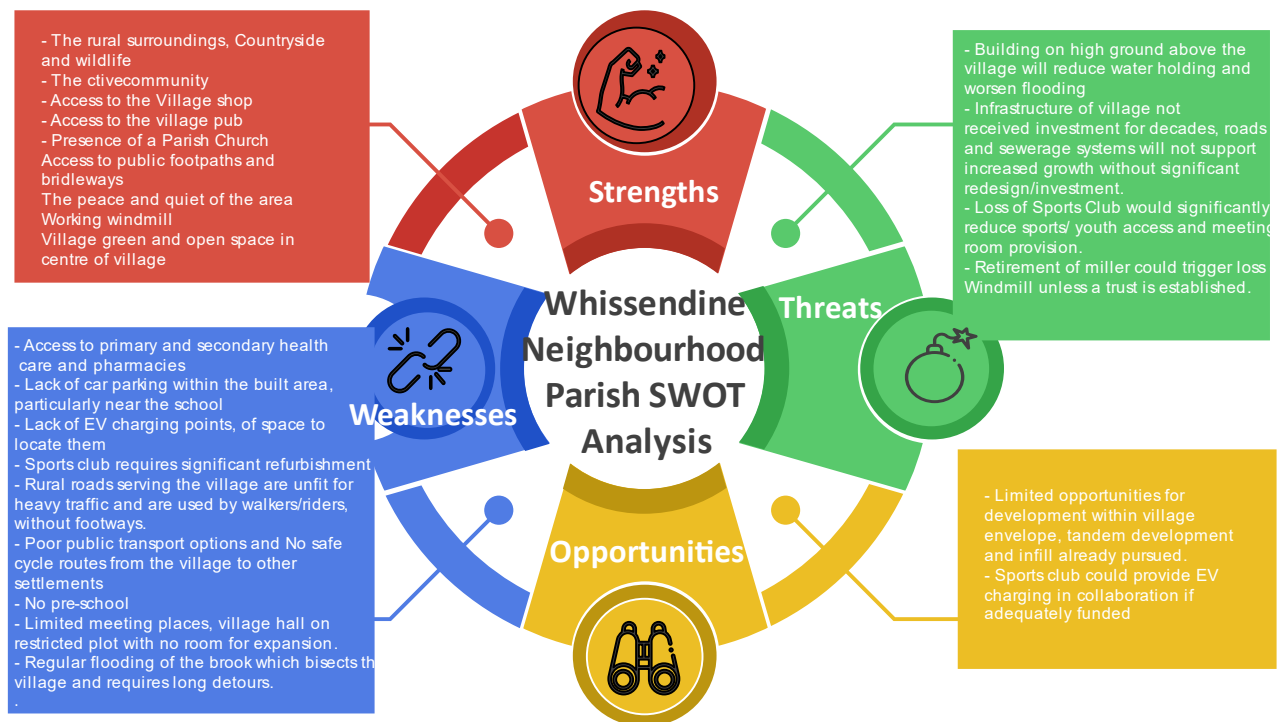 - The rural surroundings, Countryside
and wildlife
- The ctivecommunity
- Access to the Village shop
- Access to the village pub
- Presence of a Parish Church
Access to public footpaths and
bridleways
The peace and quiet of the area
Working windmill
Village green and open space in
centre of village
Strengths
- Building on high ground above the
village will reduce water holding and
worsen flooding
- Infrastructure of village not
received investment for decades, roads
and sewerage systems will not support
increased growth without significant
redesign/investment.
- Loss of Sports Club would significantly
reduce sports/ youth access and meeting
room provision.
- Retirement of miller could trigger loss
Windmill unless a trust is established.
Threats
Whissendine
Neighbourhood
Parish SWOT
Analysis
Weaknesses
- Access to primary and secondary health
care and pharmacies
- Lack of car parking within the built area,
particularly near the school
- Lack of EV charging points, of space to
locate them
- Sports club requires significant refurbishment
- Rural roads serving the village are unfit for
heavy traffic and are used by walkers/riders,
without footways.
- Poor public transport options and No safe
cycle routes from the village to other
settlements
- No pre-school
- Limited meeting places, village hall on
restricted plot with no room for expansion.
- Regular flooding of the brook which bisects th
village and requires long detours.
.
Opportunities
- Limited opportunities for
development within village
envelope, tandem development
and infill already pursued.
- Sports club could provide EV
charging in collaboration if
adequately funded